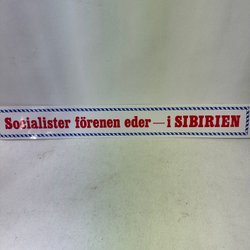 Socialister förenen eder — i SIBIRIEN